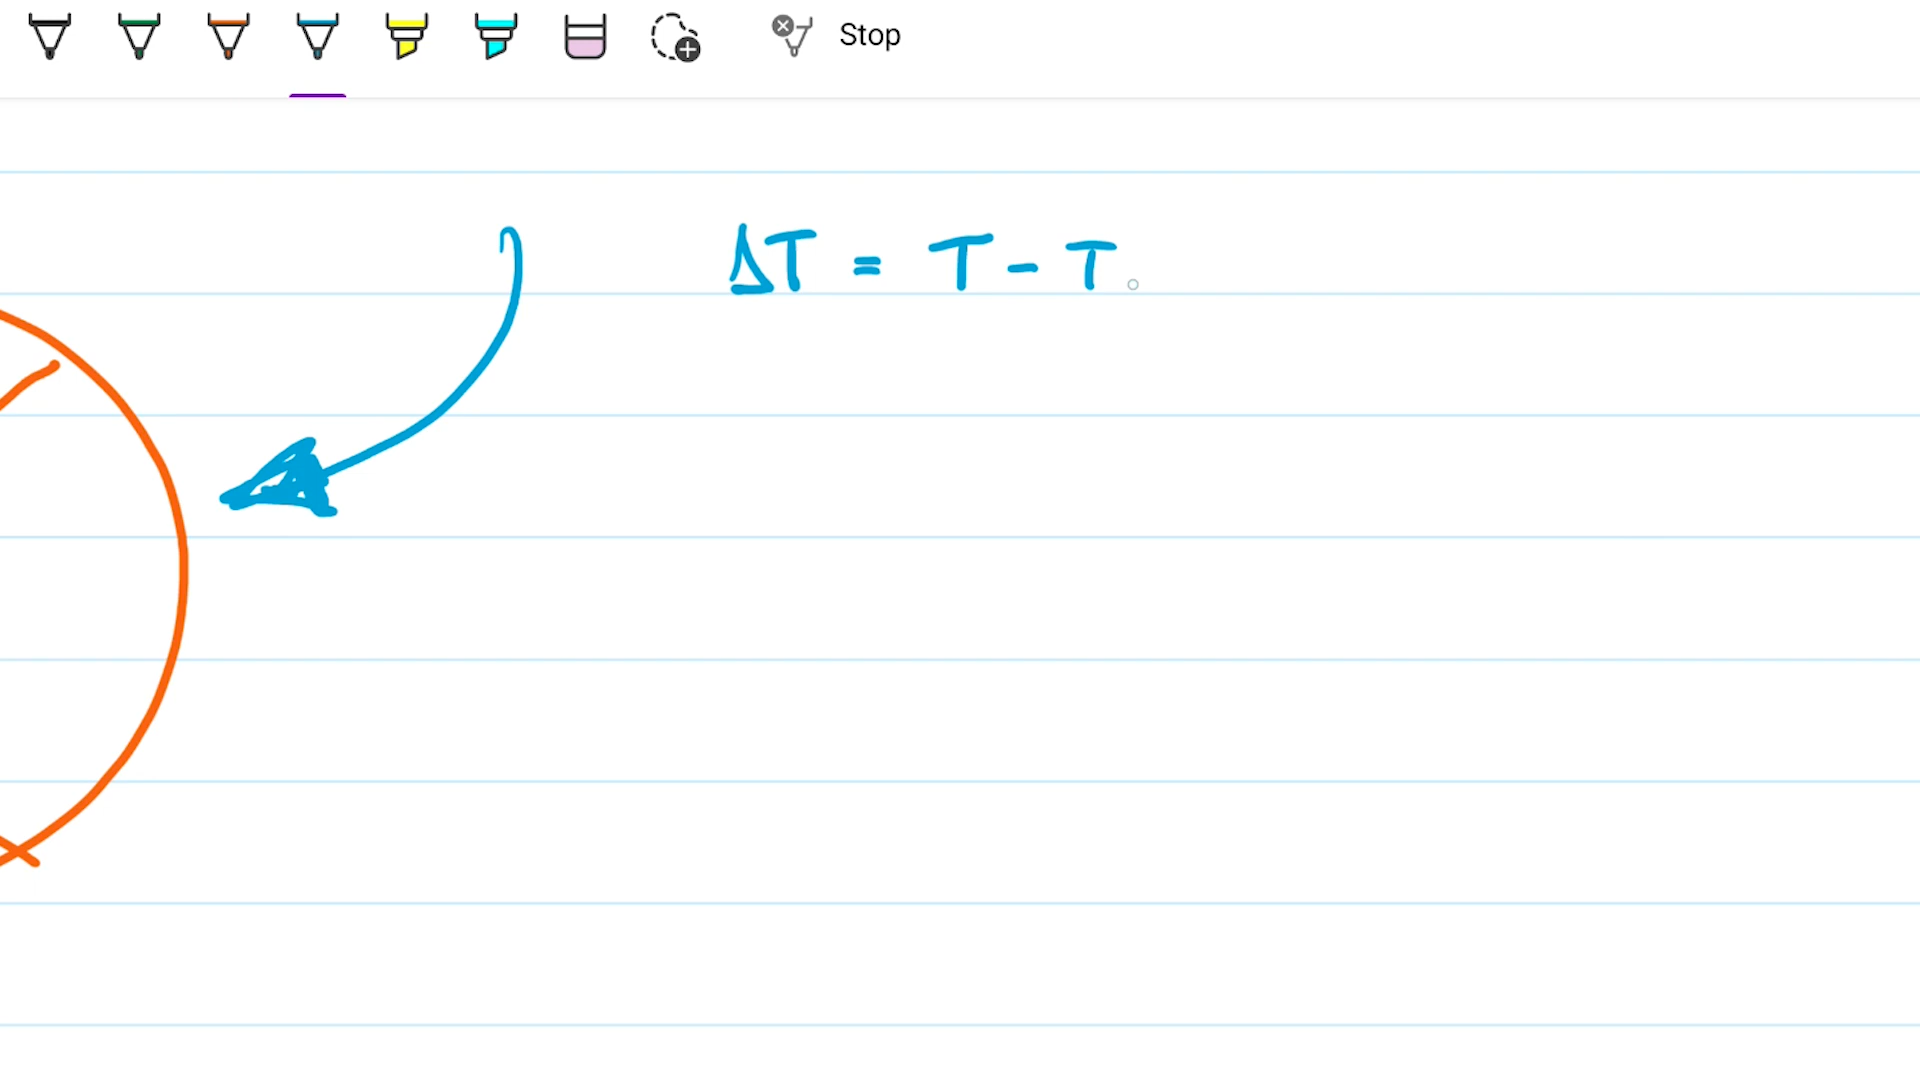 Stop
ΔT = T - T